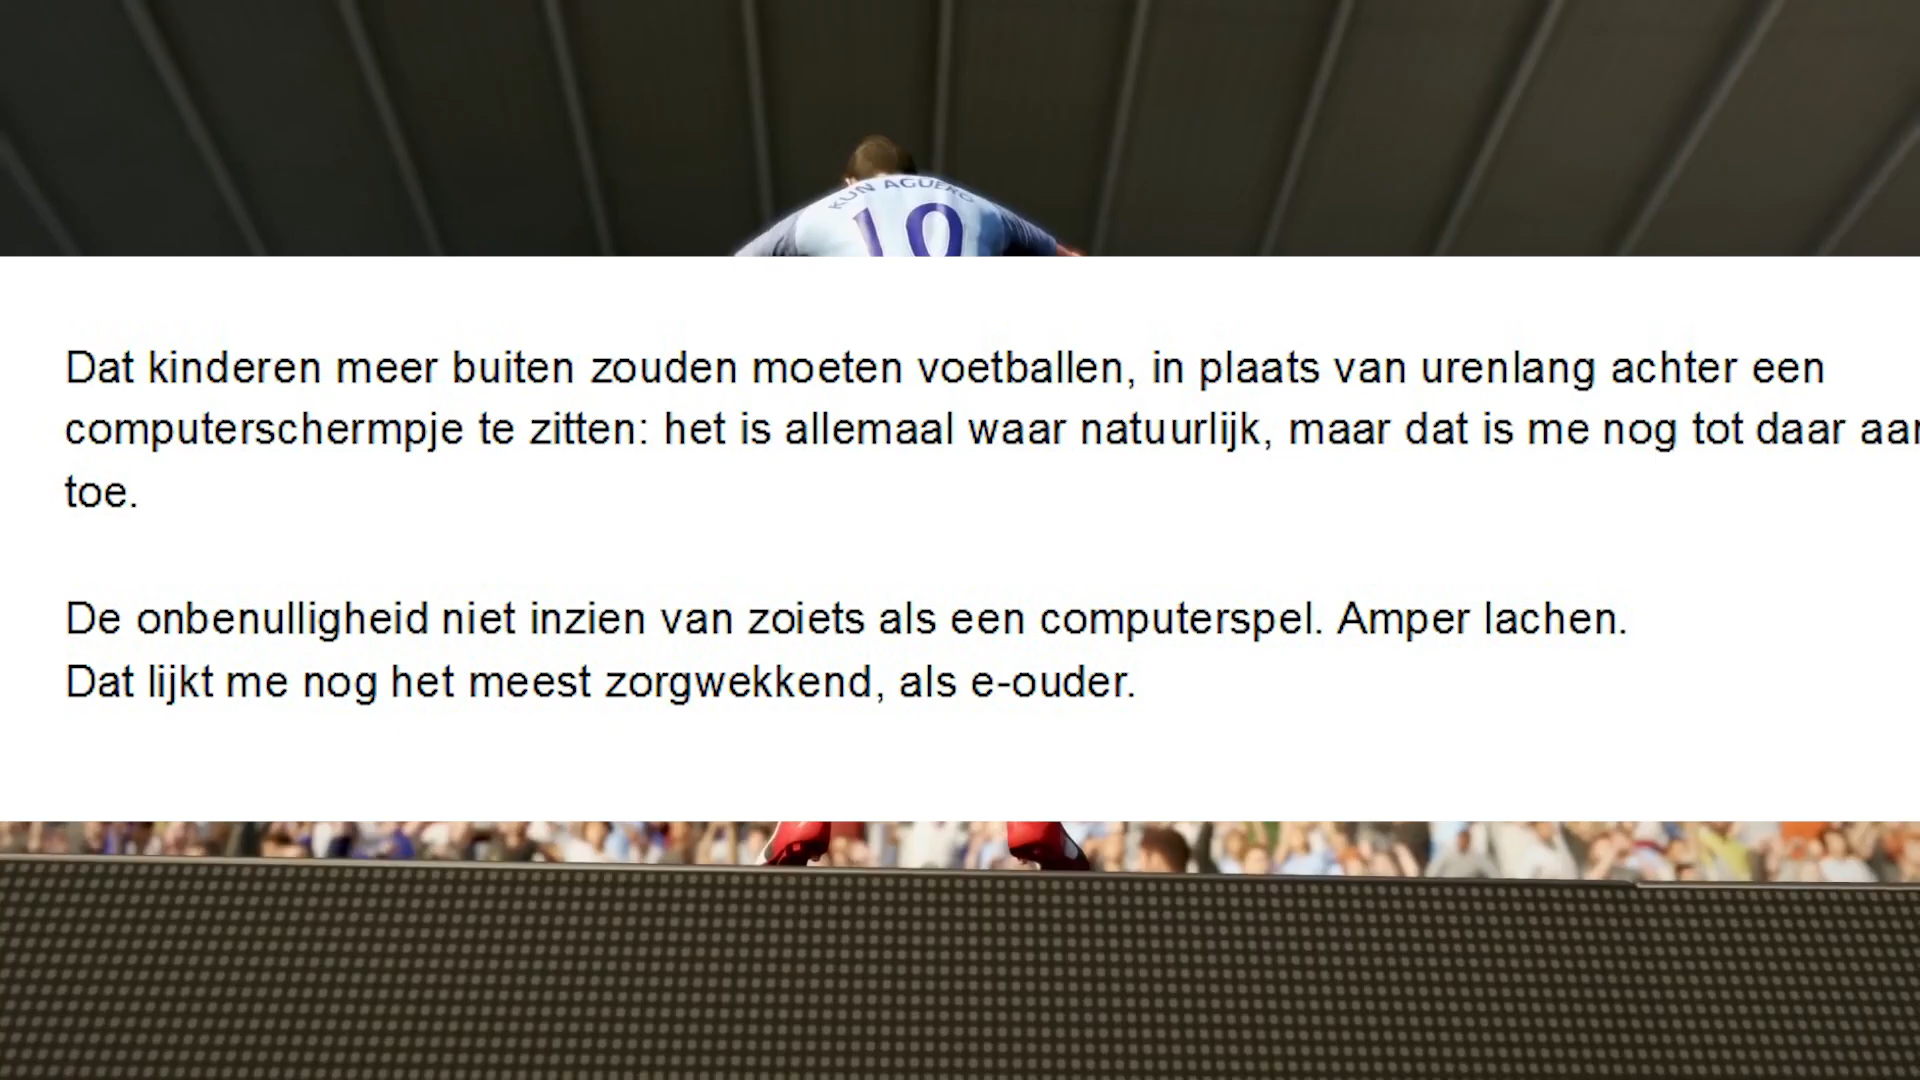 KUN AGUERO
10
Dat kinderen meer buiten zouden moeten voetballen, in plaats van urenlang achter een
computerschermpje te zitten: het is allemaal waar natuurlijk, maar dat is me nog tot daar aan
toe.
De onbenulligheid niet inzien van zoiets als een computerspel. Amper lachen.
Dat lijkt me nog het meest zorgwekkend, als e-ouder.